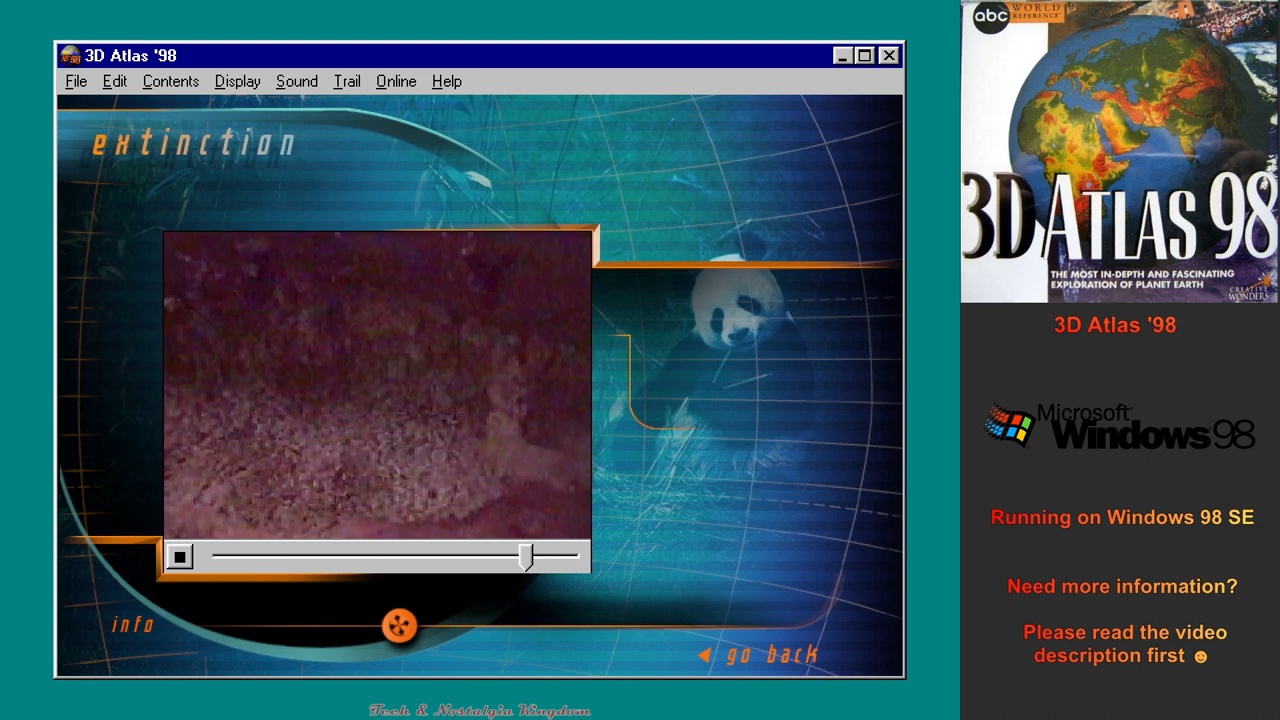 3D Atlas '98
File Edit Contents Display Sound Trail Online Help
extinction
info
go back
Tech & Nostalgia Kingdom
abc WORLD REFERENCE
3D ATLAS 98
THE MOST IN-DEPTH AND FASCINATING
EXPLORATION OF PLANET EARTH
CREATIVE
WONDERS
3D Atlas '98
Microsoft
Windows 98
Running on Windows 98 SE
Need more information?
Please read the video
description first ☻